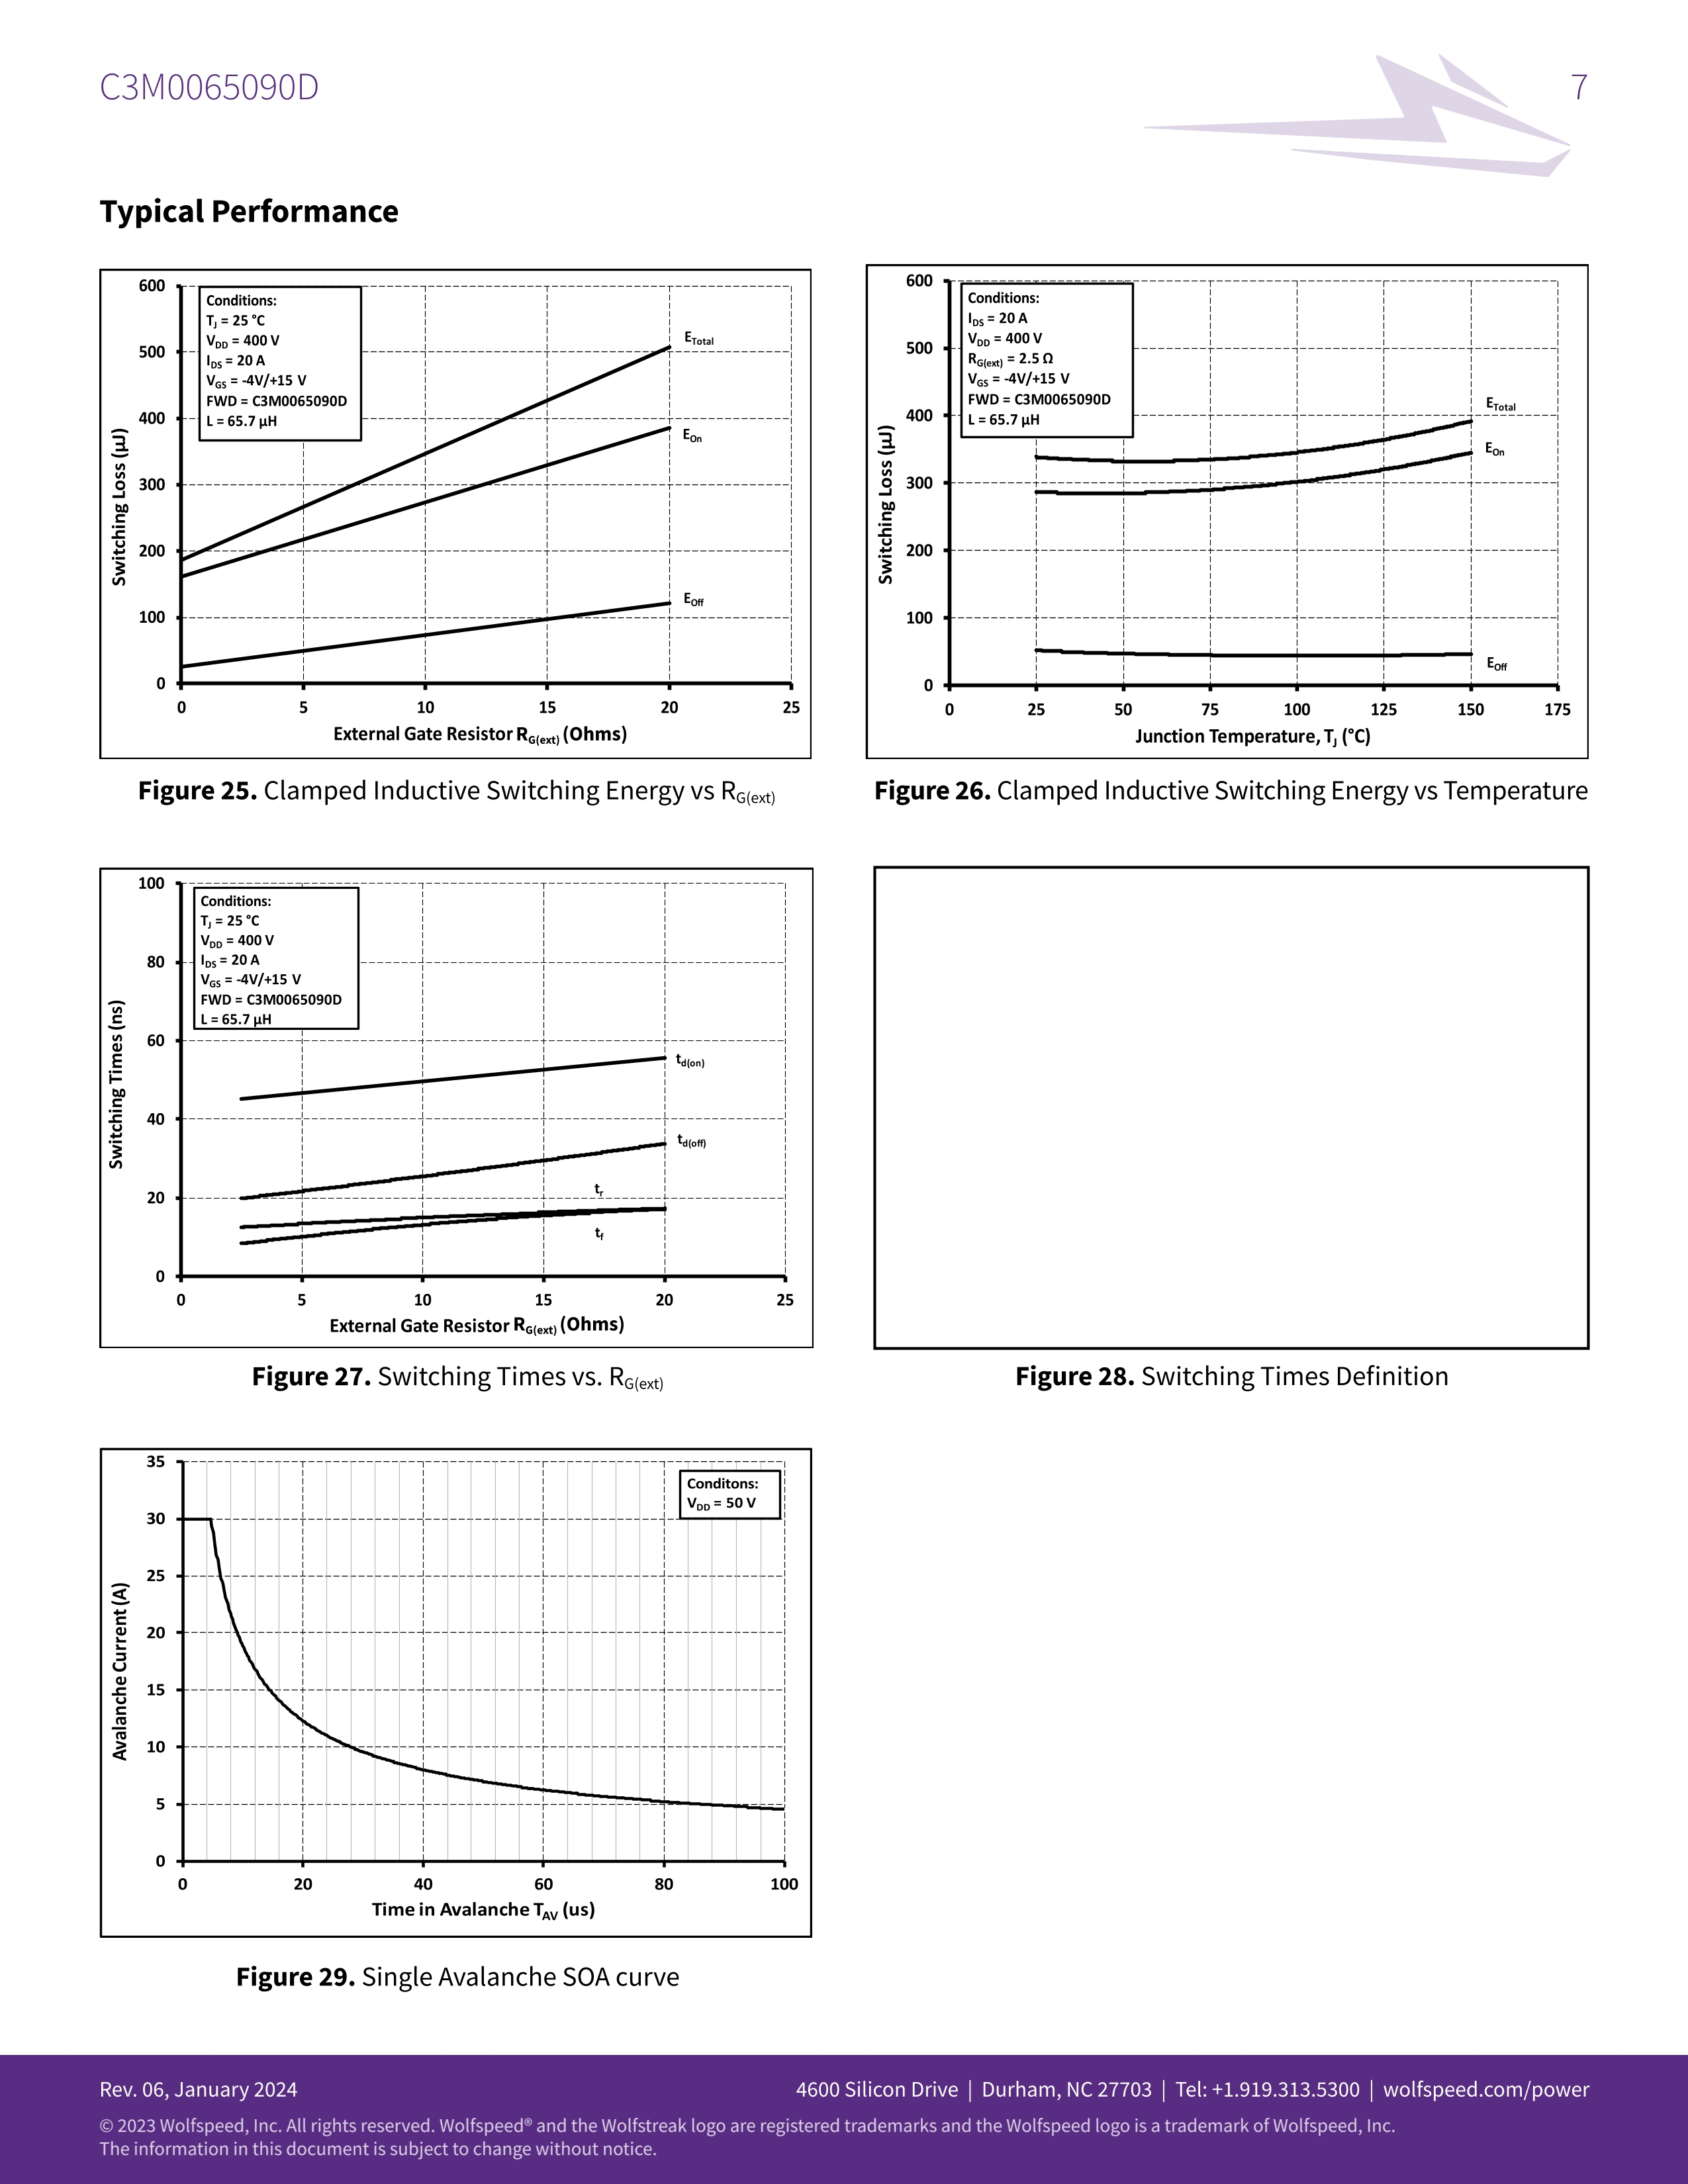 C3M0065090D
7
Typical Performance
600
500
400
300
200
100
0
Switching Loss (µJ)
Conditions:
TJ = 25 °C
VDD = 400 V
IDS = 20 A
VGS = -4V/+15 V
FWD = C3M0065090D
L = 65.7 µH
ETotal
EOn
EOff
0 5 10 15 20 25
External Gate Resistor RG(ext) (Ohms)
Figure 25. Clamped Inductive Switching Energy vs RG(ext)
600
500
400
300
200
100
0
Switching Loss (µJ)
Conditions:
IDS = 20 A
VDD = 400 V
RG(ext) = 2.5 Ω
VGS = -4V/+15 V
FWD = C3M0065090D
L = 65.7 µH
ETotal
EOn
EOff
0 25 50 75 100 125 150 175
Junction Temperature, TJ (°C)
Figure 26. Clamped Inductive Switching Energy vs Temperature
100
80
60
40
20
0
Switching Times (ns)
Conditions:
TJ = 25 °C
VDD = 400 V
IDS = 20 A
VGS = -4V/+15 V
FWD = C3M0065090D
L = 65.7 µH
td(on)
td(off)
tr
tf
0 5 10 15 20 25
External Gate Resistor RG(ext) (Ohms)
Figure 27. Switching Times vs. RG(ext)
Figure 28. Switching Times Definition
35
30
25
20
15
10
5
0
Avalanche Current (A)
Conditons:
VDD = 50 V
0 20 40 60 80 100
Time in Avalanche TAV (us)
Figure 29. Single Avalanche SOA curve
Rev. 06, January 2024
4600 Silicon Drive | Durham, NC 27703 | Tel: +1.919.313.5300 | wolfspeed.com/power
© 2023 Wolfspeed, Inc. All rights reserved. Wolfspeed® and the Wolfstreak logo are registered trademarks and the Wolfspeed logo is a trademark of Wolfspeed, Inc.
The information in this document is subject to change without notice.